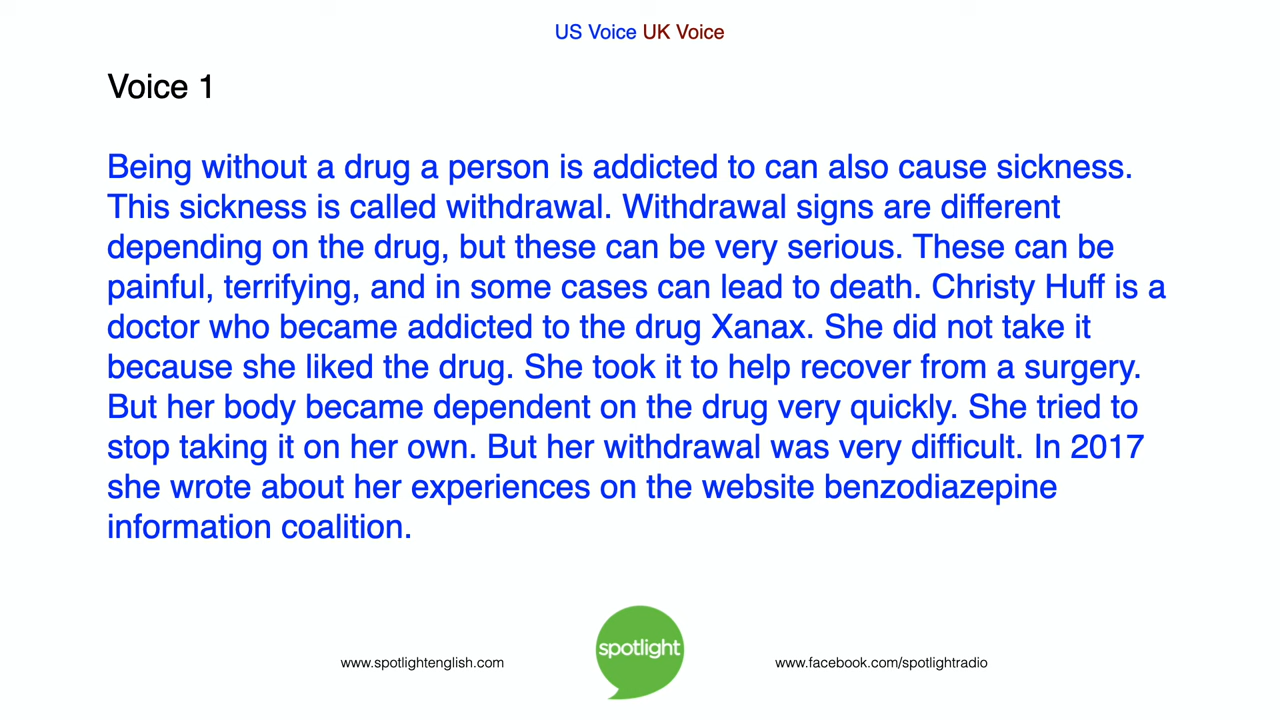 US Voice UK Voice
Voice 1
Being without a drug a person is addicted to can also cause sickness.
This sickness is called withdrawal. Withdrawal signs are different
depending on the drug, but these can be very serious. These can be
painful, terrifying, and in some cases can lead to death. Christy Huff is a
doctor who became addicted to the drug Xanax. She did not take it
because she liked the drug. She took it to help recover from a surgery.
But her body became dependent on the drug very quickly. She tried to
stop taking it on her own. But her withdrawal was very difficult. In 2017
she wrote about her experiences on the website benzodiazepine
information coalition.
spotlight
www.spotlightenglish.com
www.facebook.com/spotlightradio